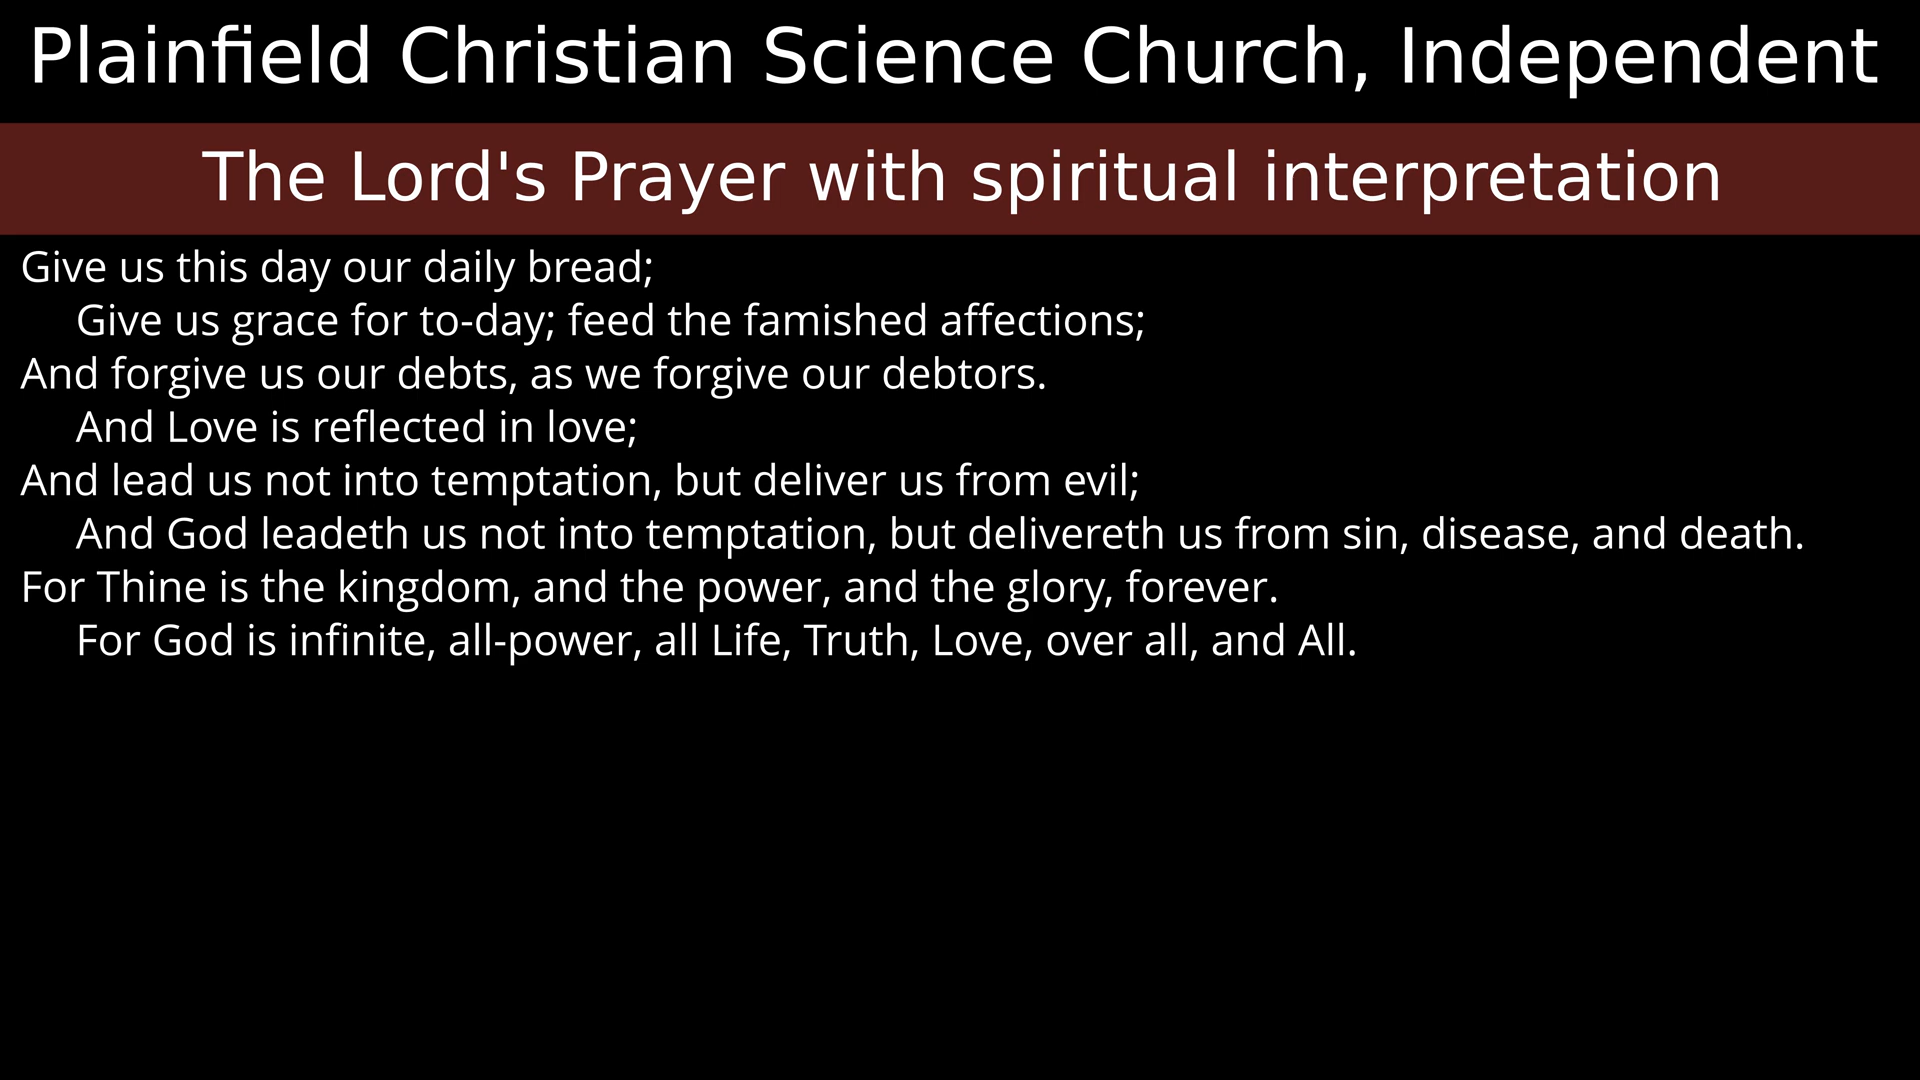 Plainfield Christian Science Church, Independent
The Lord's Prayer with spiritual interpretation
Give us this day our daily bread;
Give us grace for to-day; feed the famished affections;
And forgive us our debts, as we forgive our debtors.
And Love is reflected in love;
And lead us not into temptation, but deliver us from evil;
And God leadeth us not into temptation, but delivereth us from sin, disease, and death.
For Thine is the kingdom, and the power, and the glory, forever.
For God is infinite, all-power, all Life, Truth, Love, over all, and All.